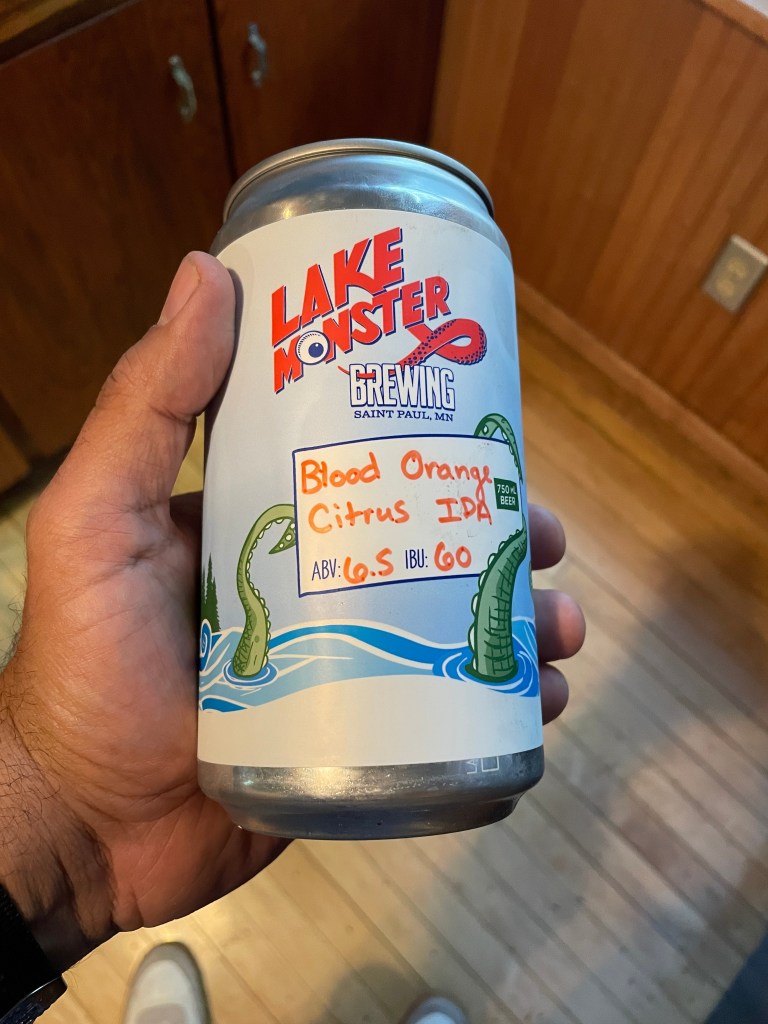 LAKE
MONSTER
BREWING
SAINT PAUL, MN
Blood Orange
Citrus IPA
750 ML
BEER
ABV: 6.5 IBU: 60